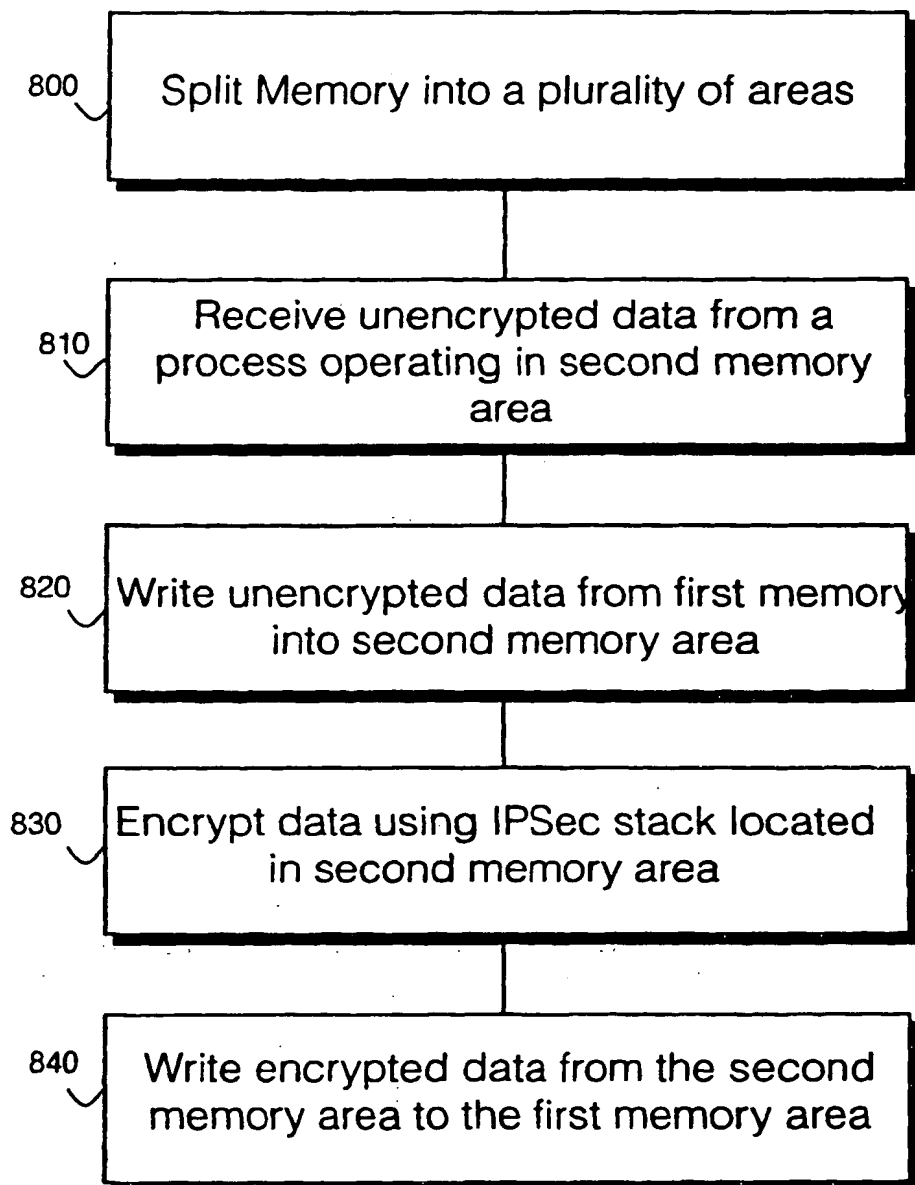 800
Split Memory into a plurality of areas
810
Receive unencrypted data from a
process operating in second memory
area
820
Write unencrypted data from first memory
into second memory area
830
Encrypt data using IPSec stack located
in second memory area
840
Write encrypted data from the second
memory area to the first memory area